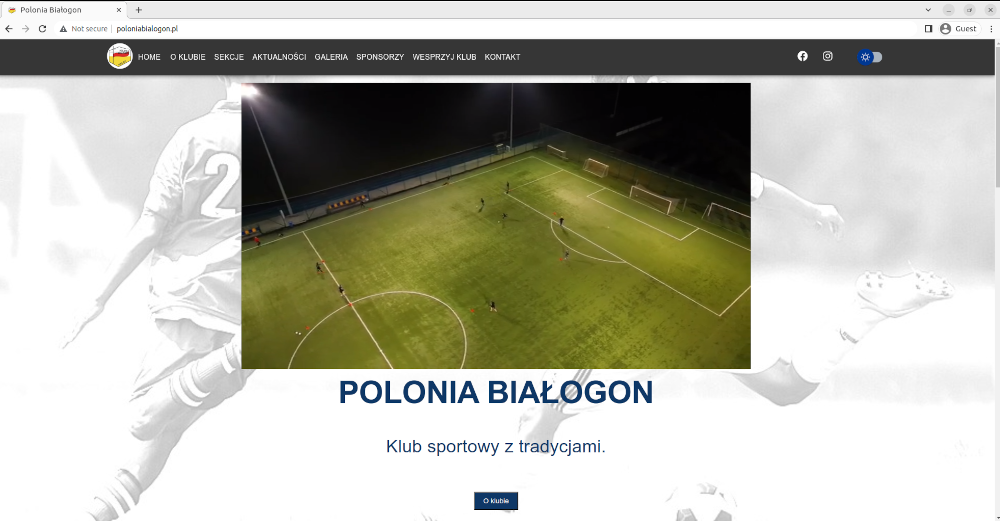 Polonia Białogon
Not secure
poloniabialogon.pl
Guest
HOME O KLUBIE SEKCJE AKTUALNOŚCI GALERIA SPONSORZY WESPRZYJ KLUB KONTAKT
2
POLONIA BIAŁOGON
Klub sportowy z tradycjami.
O klubie